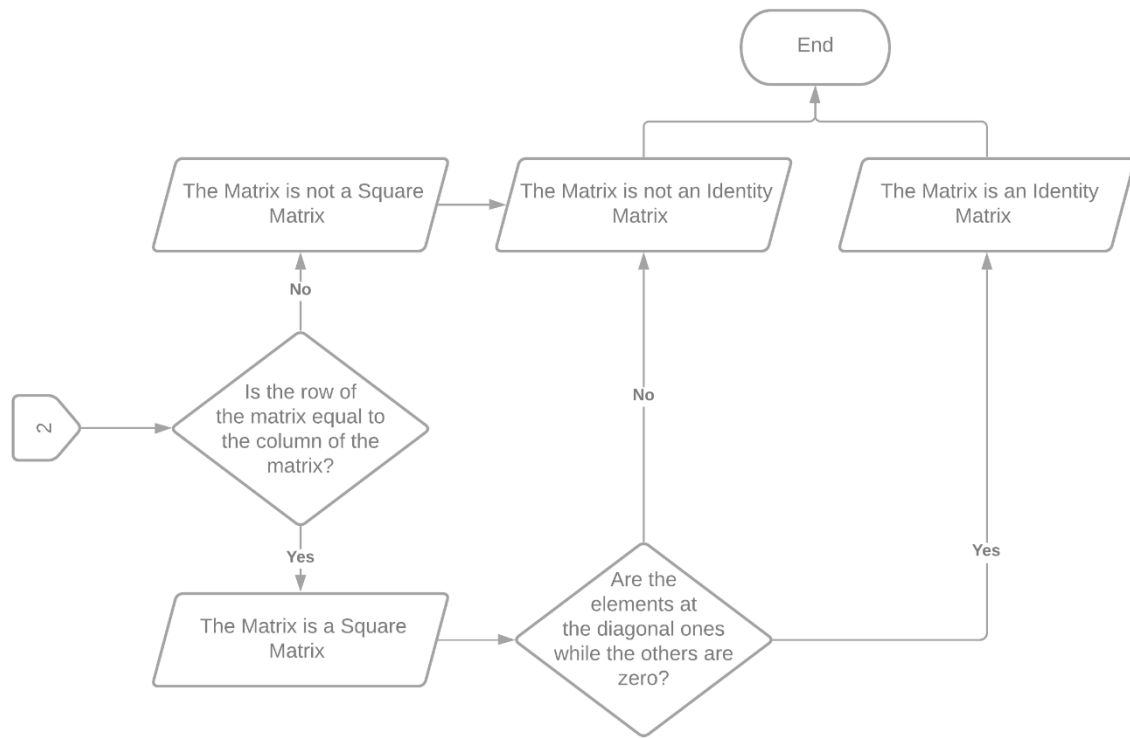 End
The Matrix is not a Square
Matrix
The Matrix is not an Identity
Matrix
The Matrix is an Identity
Matrix
No
2
Is the row of
the matrix equal to
the column of the
matrix?
No
Yes
Yes
The Matrix is a Square
Matrix
Are the
elements at
the diagonal ones
while the others are
zero?